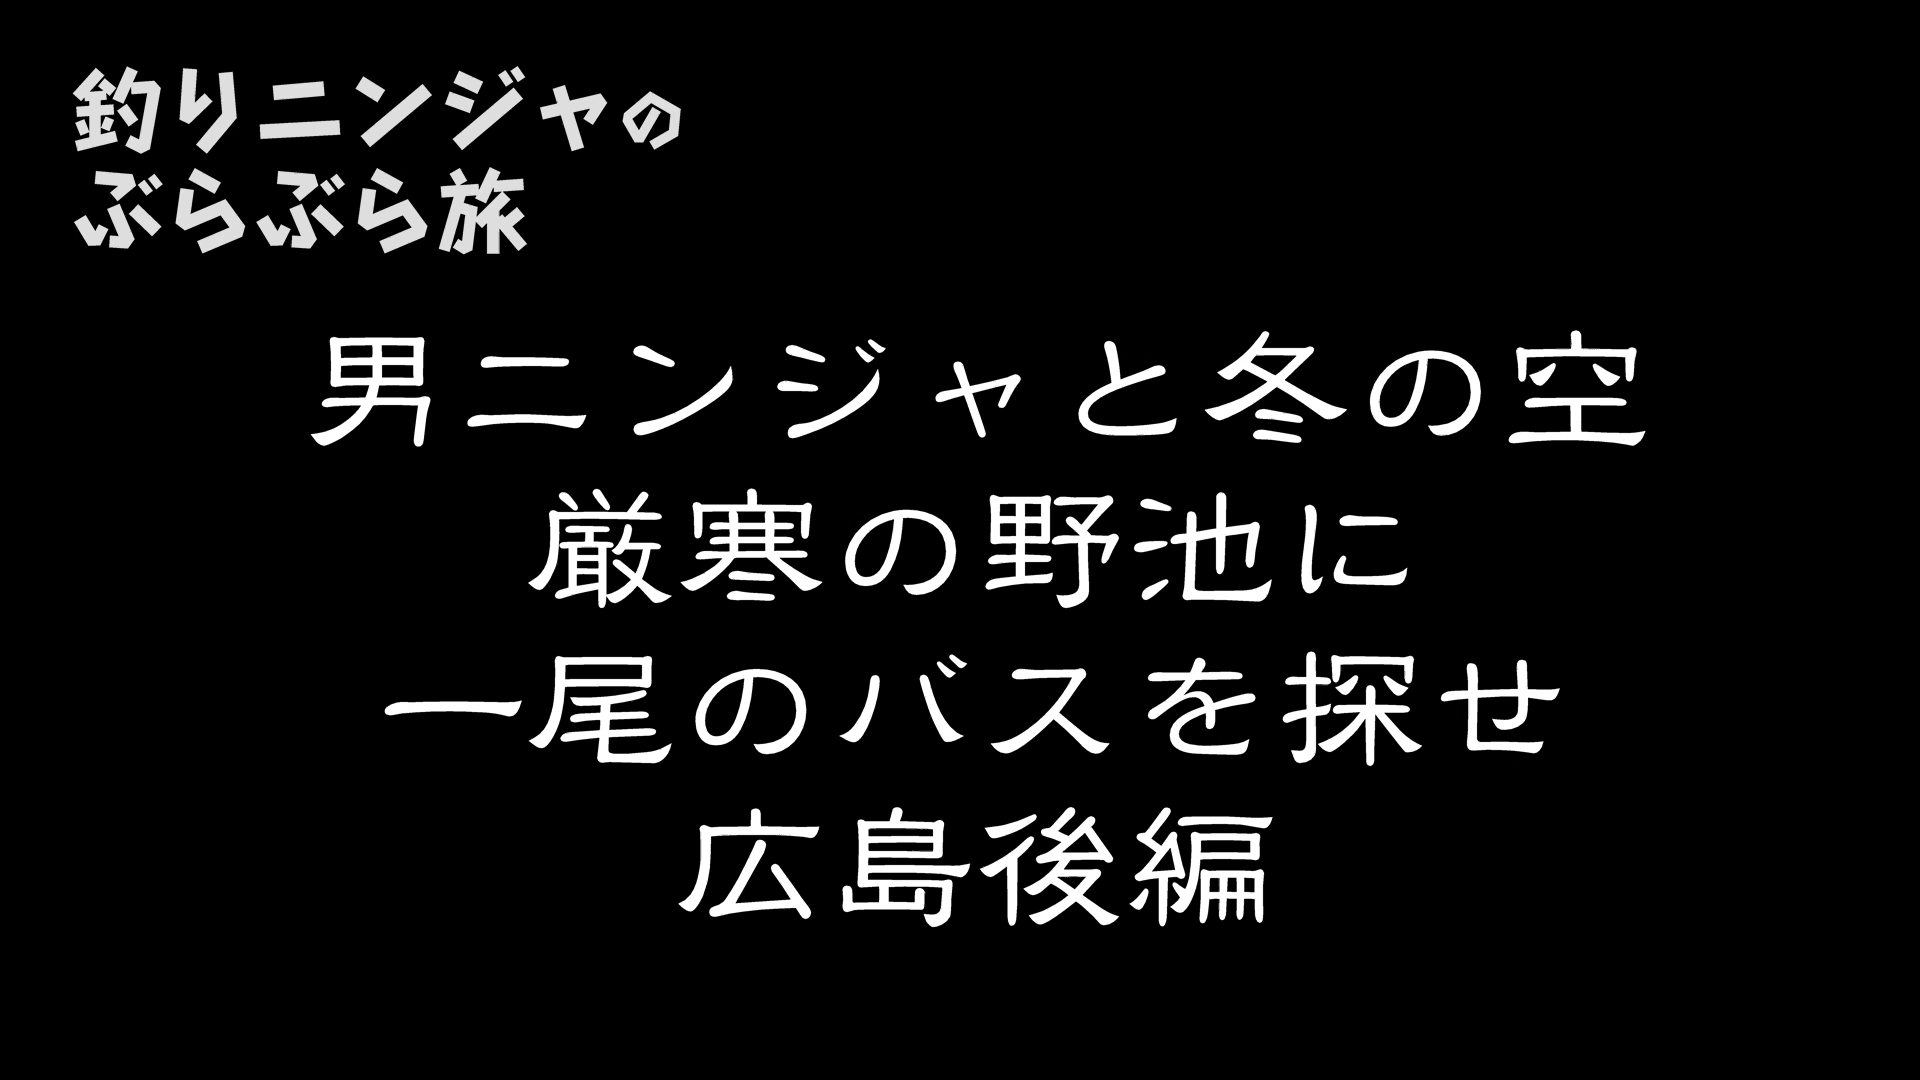 釣りニンジャの
ぶらぶら旅
男ニンジャと冬の空
厳寒の野池に
一尾のバスを探せ
広島後編